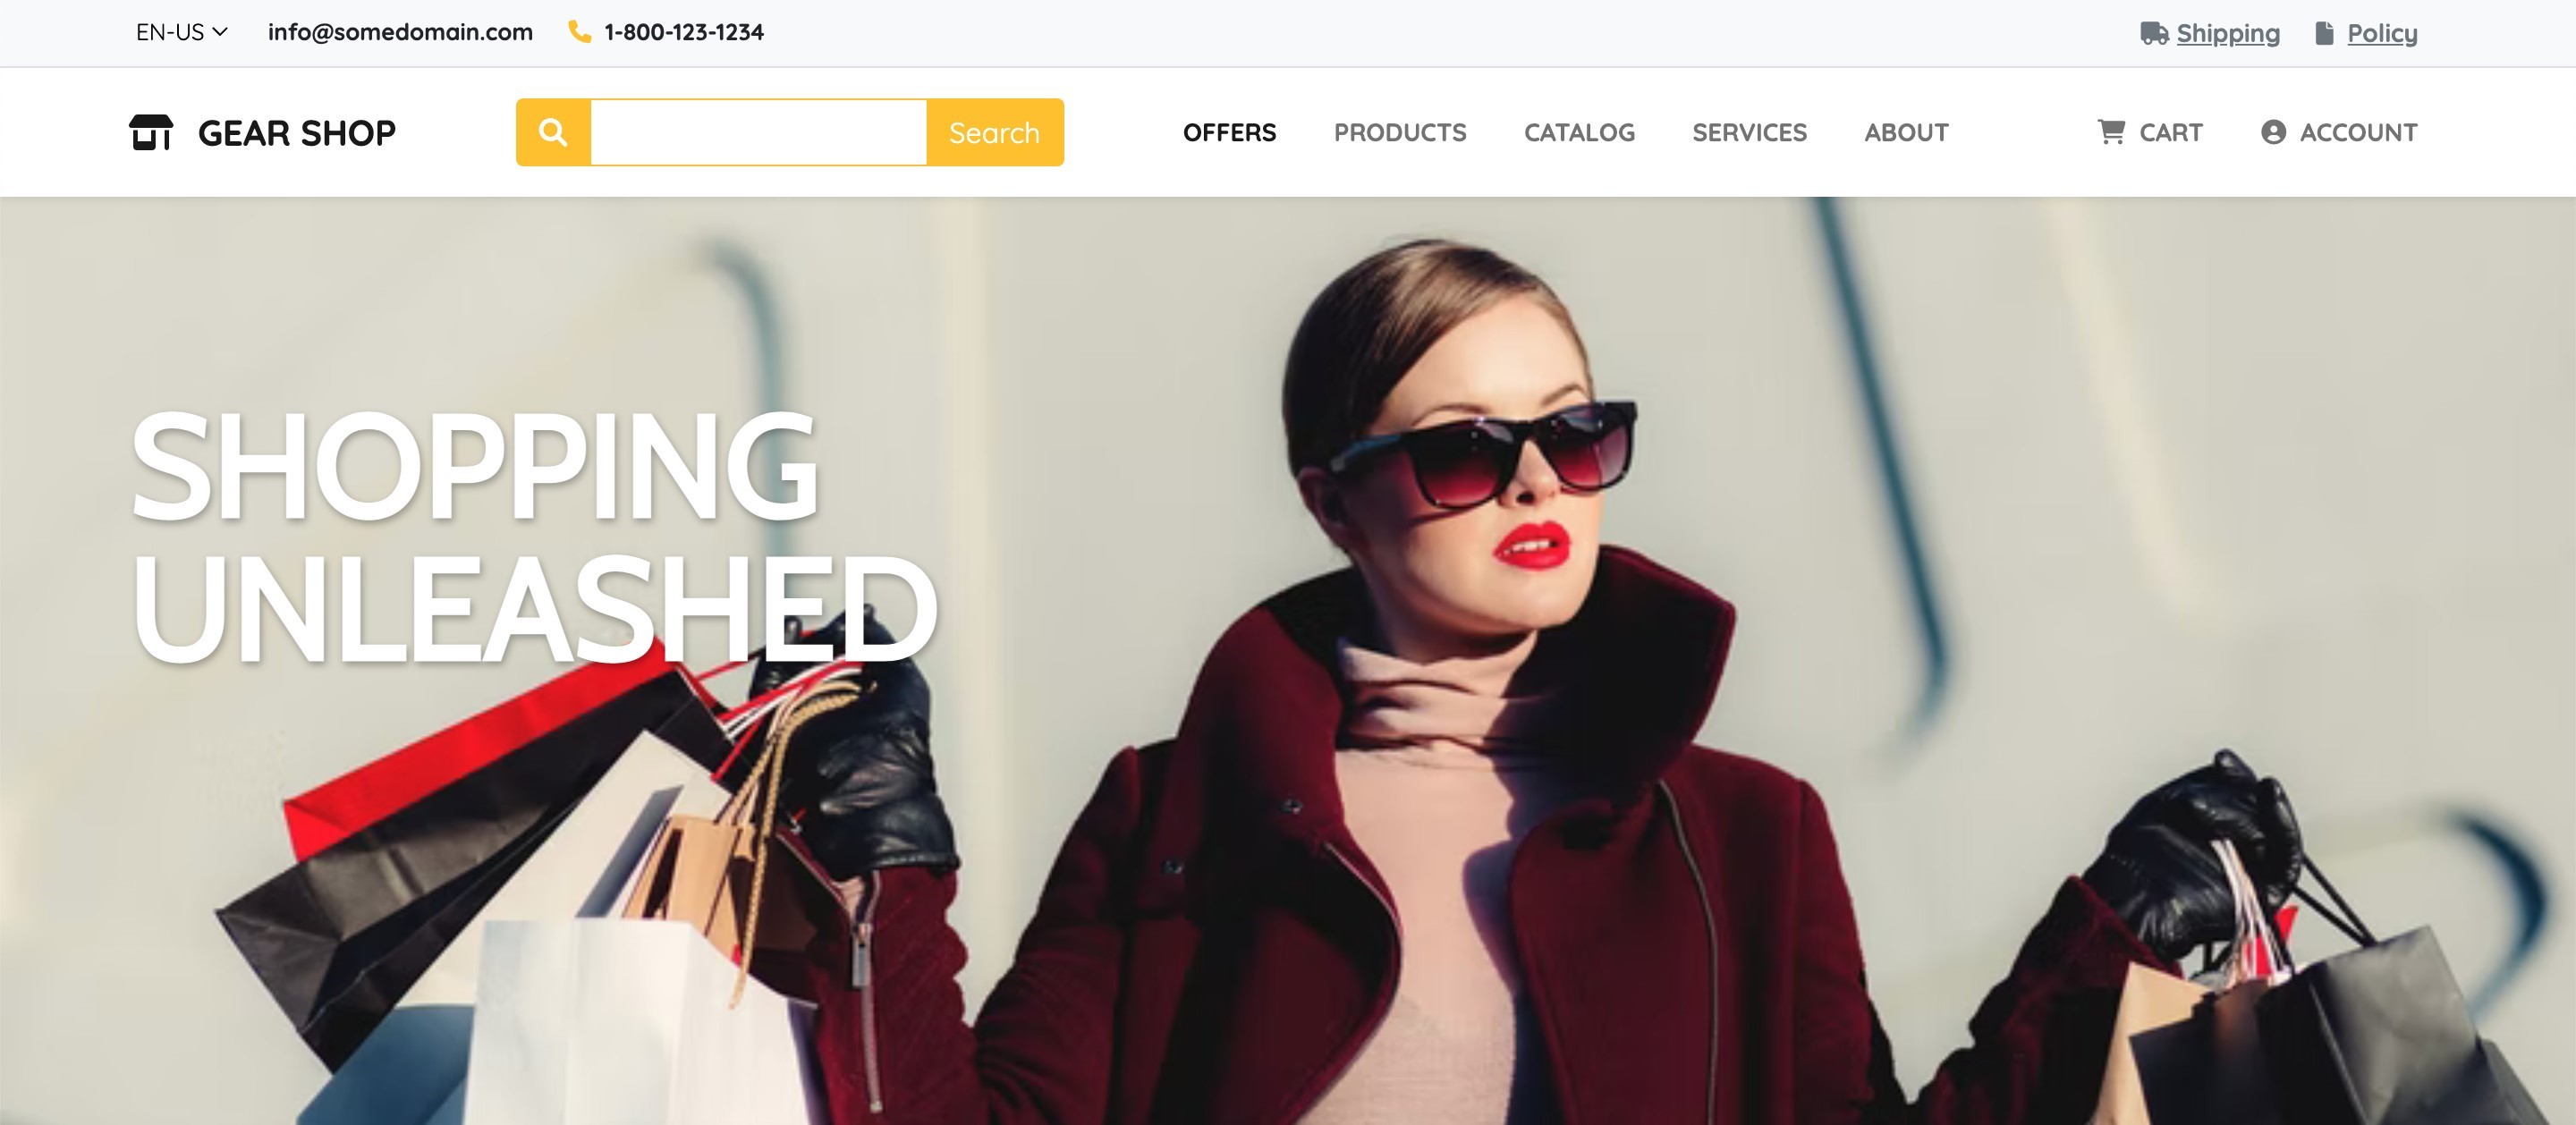 EN-US info@somedomain.com 1-800-123-1234 Shipping Policy
GEAR SHOP Search OFFERS PRODUCTS CATALOG SERVICES ABOUT CART ACCOUNT
SHOPPING
UNLEASHED